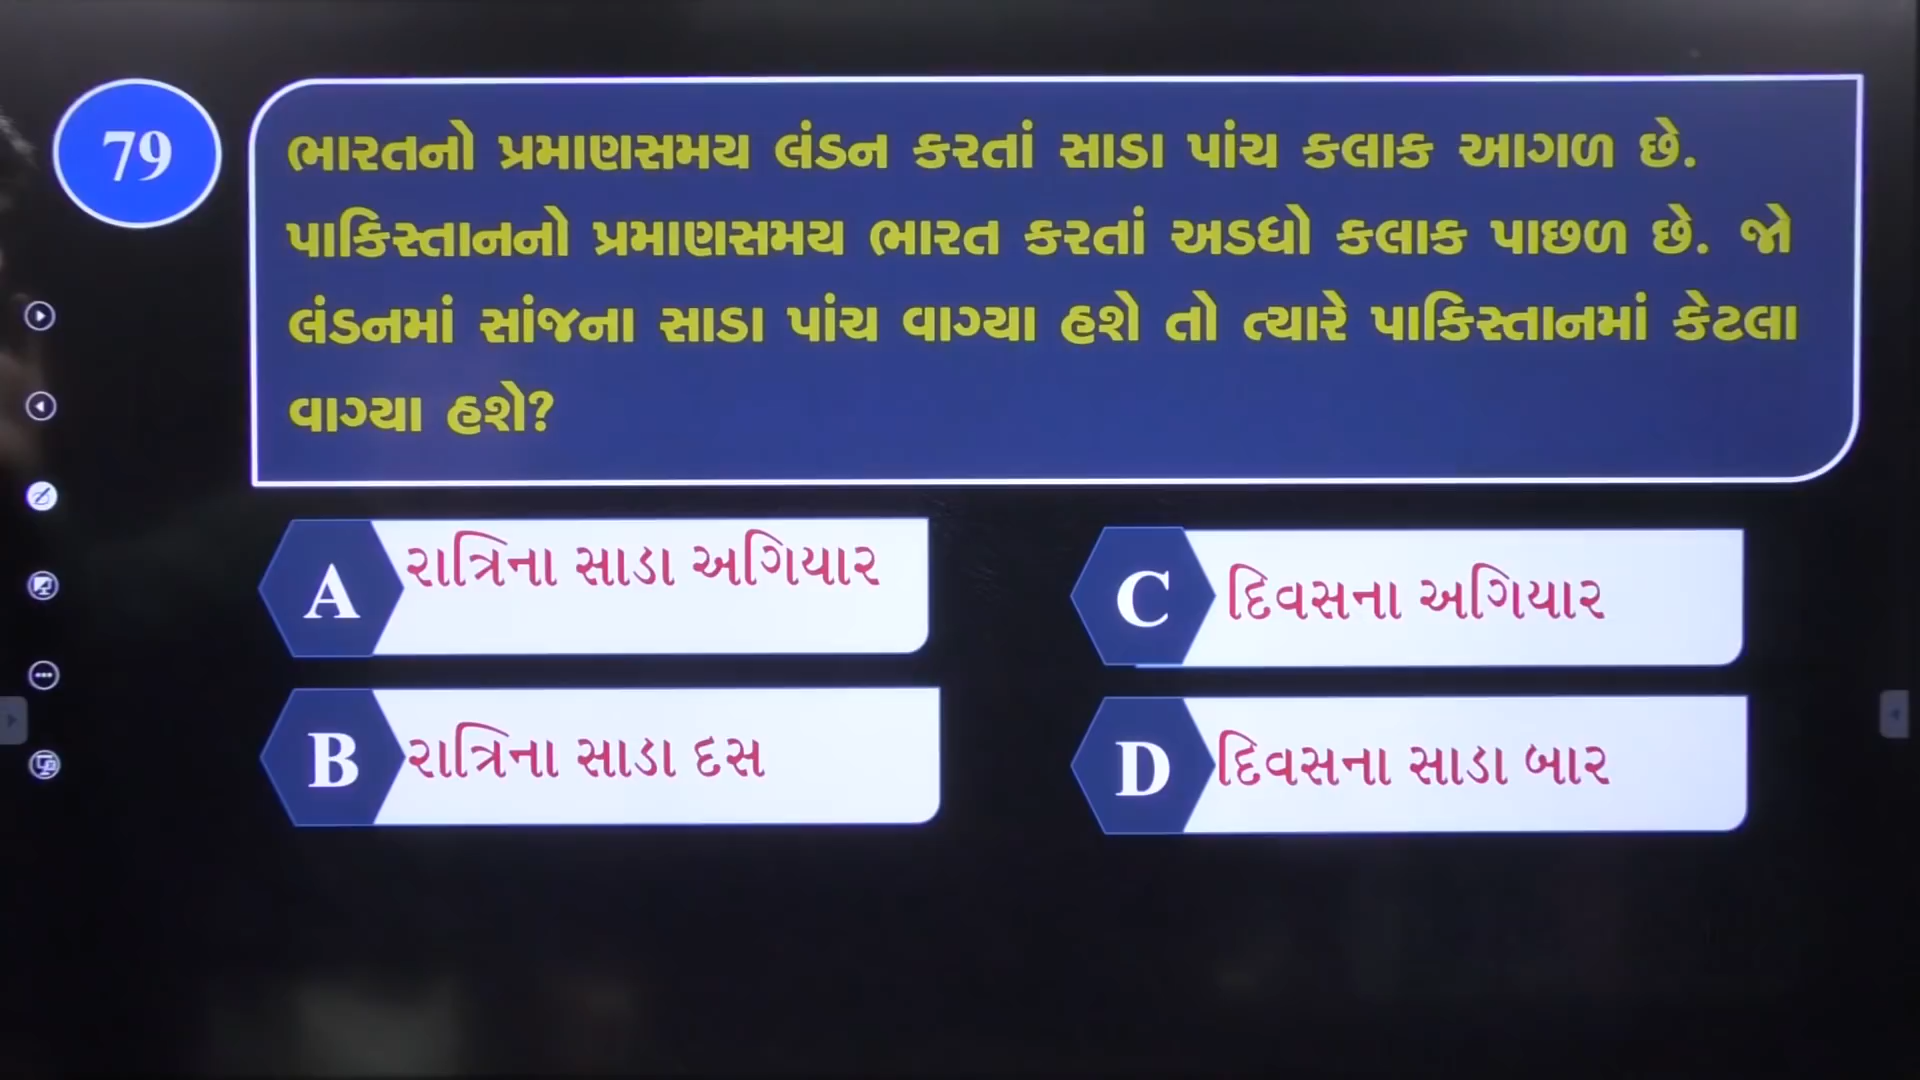 79
ભારતનો પ્રમાણસમય લંડન કરતાં સાડા પાંચ કલાક આગળ છે.
પાકિસ્તાનનો પ્રમાણસમય ભારત કરતાં અડધો કલાક પાછળ છે. જો
લંડનમાં સાંજના સાડા પાંચ વાગ્યા હશે તો ત્યારે પાકિસ્તાનમાં કેટલા
વાગ્યા હશે?
A રાત્રિના સાડા અગિયાર
B રાત્રિના સાડા દસ
C દિવસના અગિયાર
D દિવસના સાડા બાર